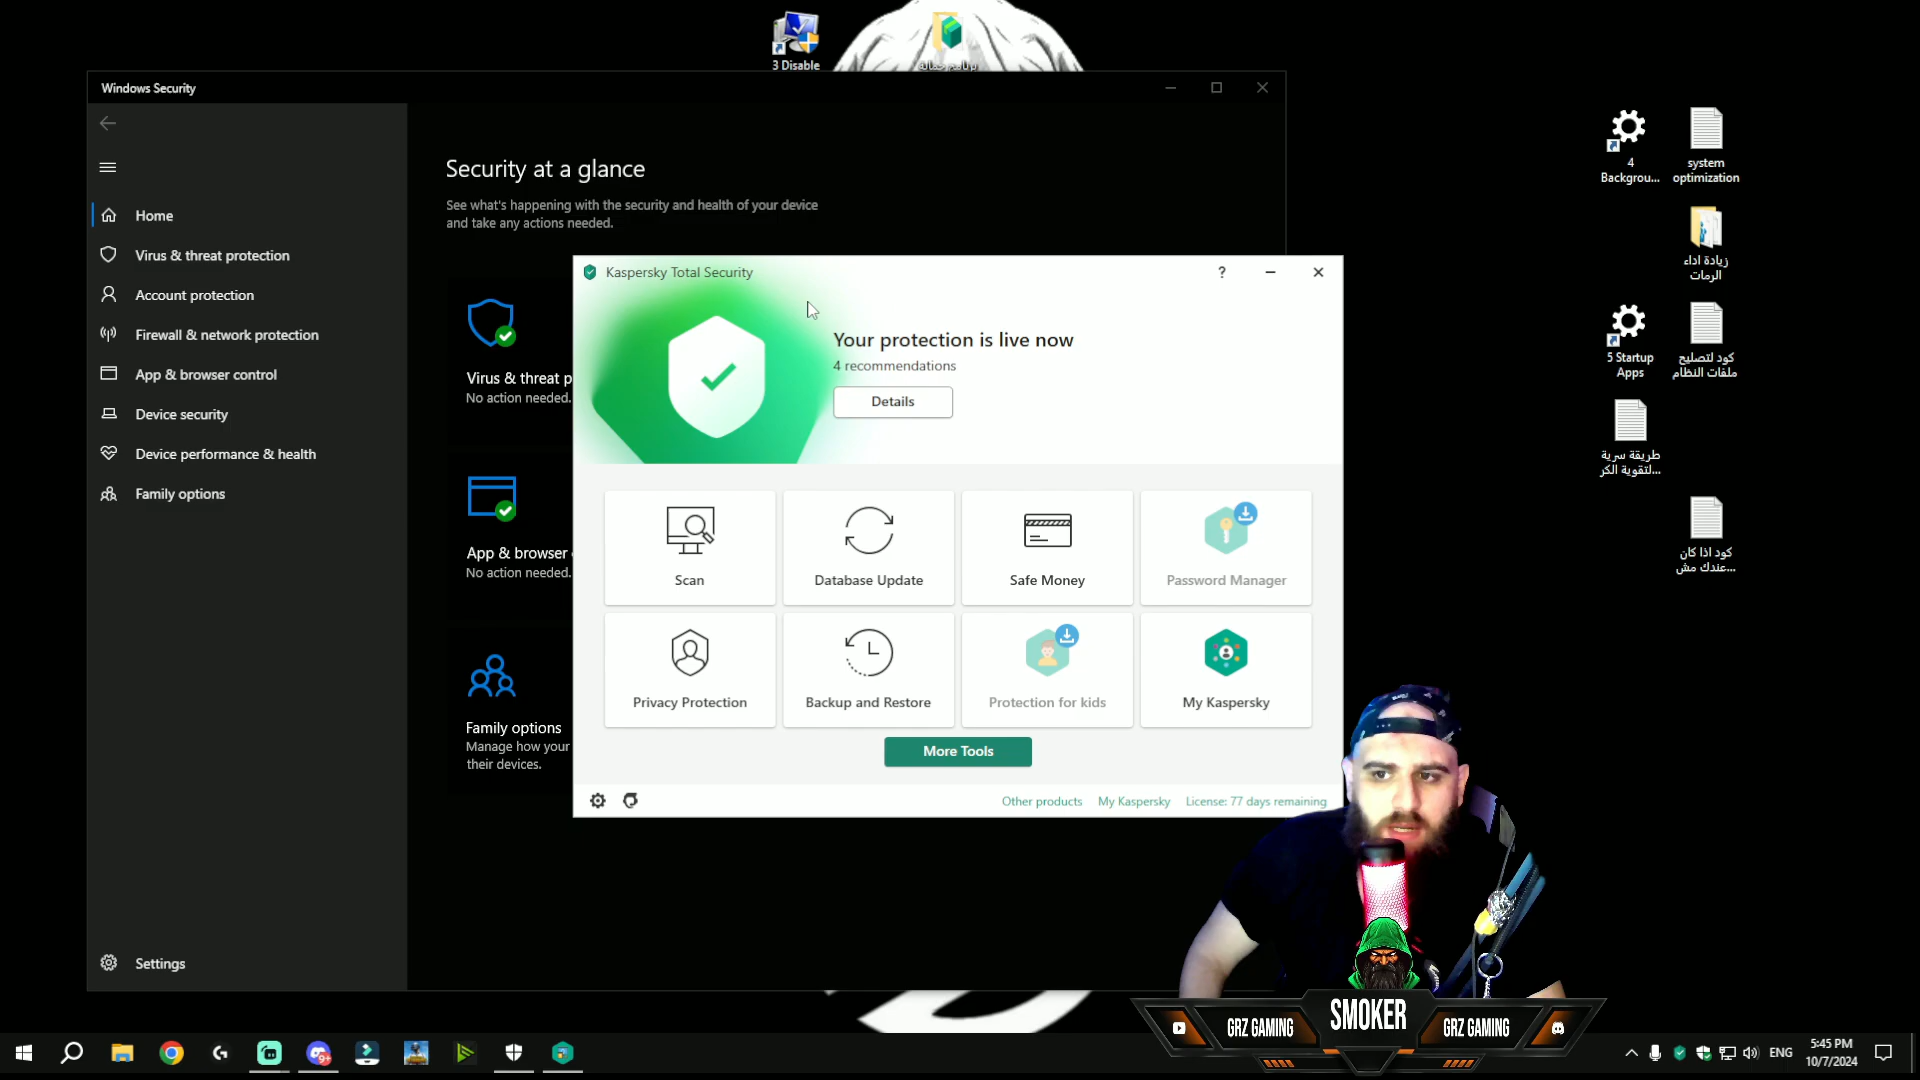 3 Disable
Windows Security
Security at a glance
See what's happening with the security and health of your device
and take any actions needed.
Home
Virus & threat protection
Account protection
Firewall & network protection
App & browser control
Device security
Device performance & health
Family options
Settings
Virus & threat p
No action needed.
App & browser
No action needed.
Family options
Manage how your
their devices.
Kaspersky Total Security
?
Your protection is live now
4 recommendations
Details
Scan
Database Update
Safe Money
Password Manager
Privacy Protection
Backup and Restore
Protection for kids
My Kaspersky
More Tools
Other products
My Kaspersky
License: 77 days remaining
4
Backgrou...
system
optimization
زيادة اداء
الرمات
5 Startup
Apps
كود لتصليح
ملفات النظام
طريقة سرية
لتقوية الكر...
كود اذا كان
عندك مش...
GRZ GAMING
SMOKER
GRZ GAMING
9+
ENG
5:45 PM
10/7/2024